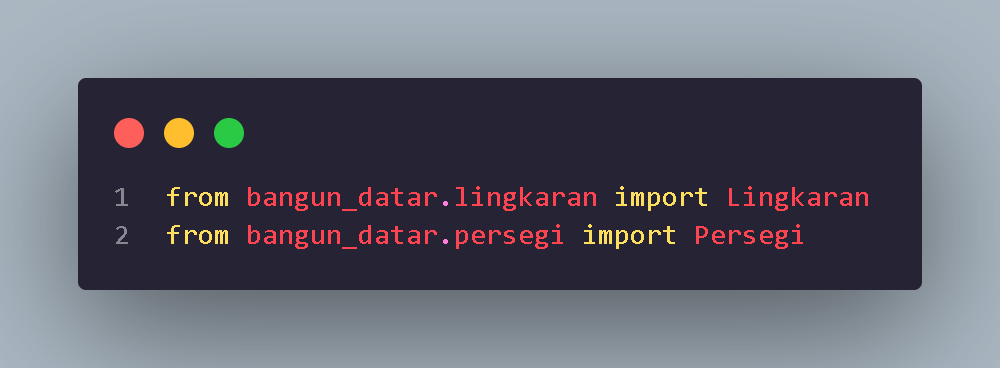 1 from bangun_datar.lingkaran import Lingkaran
2 from bangun_datar.persegi import Persegi